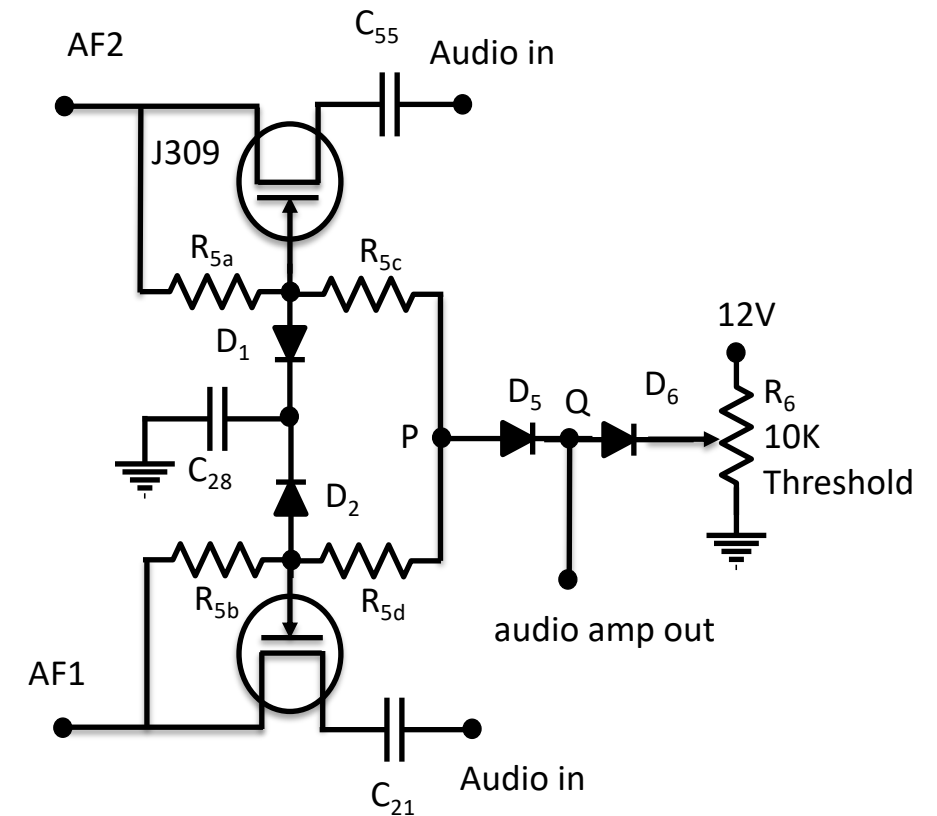 AF2
C55
Audio in
J309
R5a
R5c
D1
12V
D5
Q
D6
R6
10K
Threshold
P
C28
D2
R5b
R5d
audio amp out
AF1
C21
Audio in